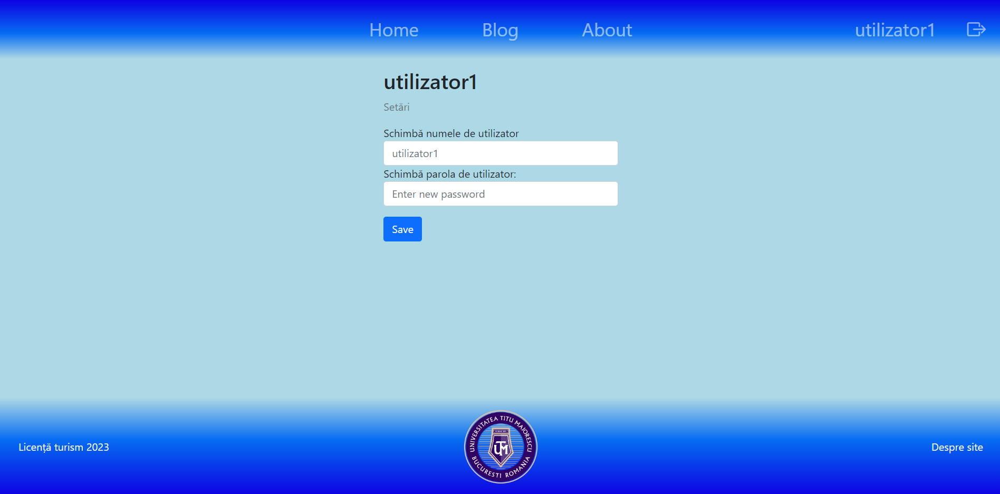 Home Blog About utilizator1
utilizator1
Setări
Schimbă numele de utilizator
utilizator1
Schimbă parola de utilizator:
Enter new password
Save
Licență turism 2023
UNIVERSITATEA TITU MAIORESCU
UTM
BUCUREȘTI ROMANIA
Despre site